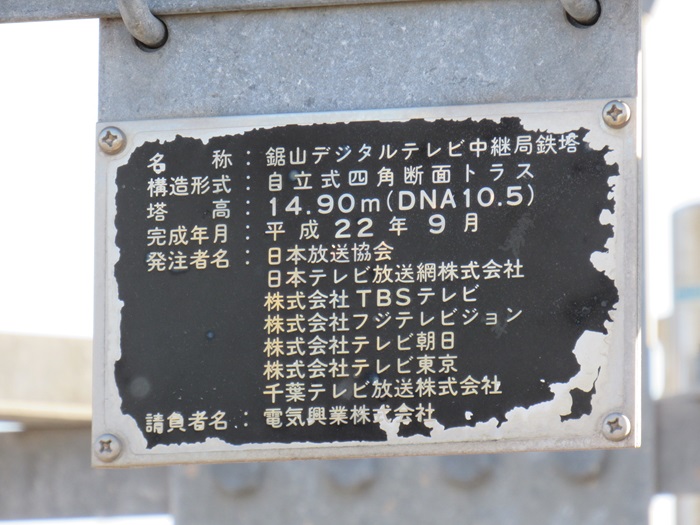 名称：鋸山デジタルテレビ中継局鉄塔
構造形式：自立式四角断面トラス
塔高：14.90m(DNA10.5)
完成年月：平成22年9月
発注者名：日本放送協会
日本テレビ放送網株式会社
株式会社TBSテレビ
株式会社フジテレビジョン
株式会社テレビ朝日
株式会社テレビ東京
千葉テレビ放送株式会社
請負者名：電気興業株式会社